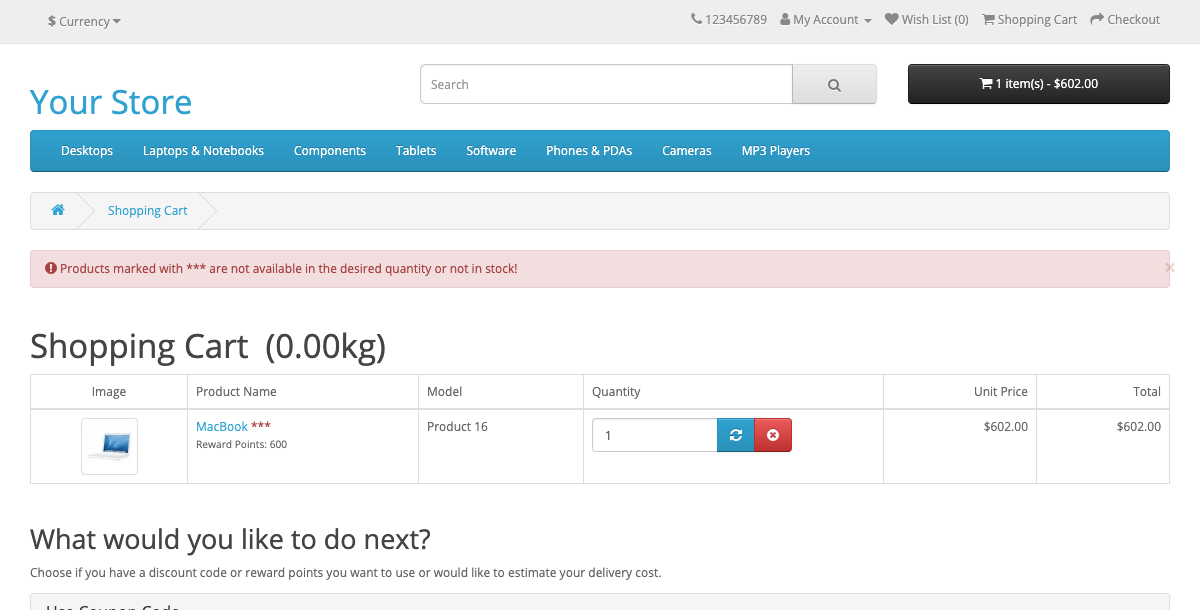 $ Currency
123456789 My Account Wish List (0) Shopping Cart Checkout
Your Store
Search
1 item(s) - $602.00
Desktops Laptops & Notebooks Components Tablets Software Phones & PDAs Cameras MP3 Players
Shopping Cart
Products marked with *** are not available in the desired quantity or not in stock!
×
Shopping Cart (0.00kg)
Image Product Name Model Quantity Unit Price Total
MacBook *** Product 16 1 $602.00 $602.00
Reward Points: 600
What would you like to do next?
Choose if you have a discount code or reward points you want to use or would like to estimate your delivery cost.
Use Coupon Code